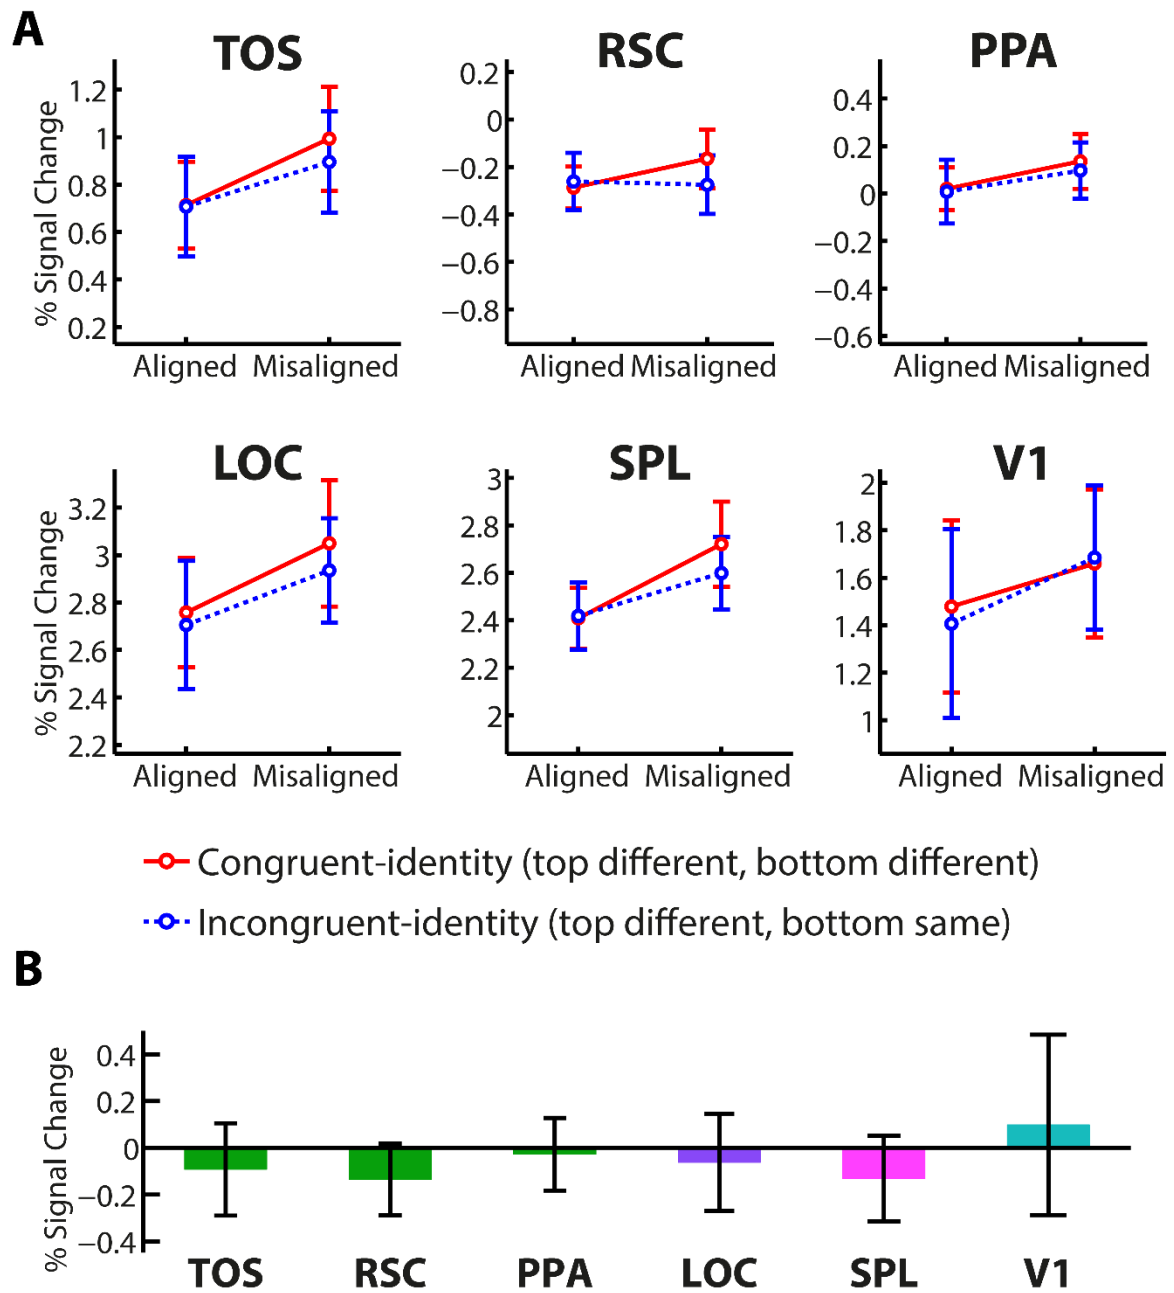 A
TOS
RSC
PPA
% Signal Change
1.2
1
0.8
0.6
0.4
0.2
Aligned Misaligned
0.2
0
−0.2
−0.4
−0.6
−0.8
Aligned Misaligned
0.4
0.2
0
−0.2
−0.4
−0.6
Aligned Misaligned
LOC
SPL
V1
% Signal Change
3.2
3
2.8
2.6
2.4
2.2
Aligned Misaligned
3
2.8
2.6
2.4
2.2
2
Aligned Misaligned
2
1.8
1.6
1.4
1.2
1
Aligned Misaligned
Congruent-identity (top different, bottom different)
Incongruent-identity (top different, bottom same)
B
% Signal Change
0.4
0.2
0
−0.2
−0.4
TOS RSC PPA LOC SPL V1